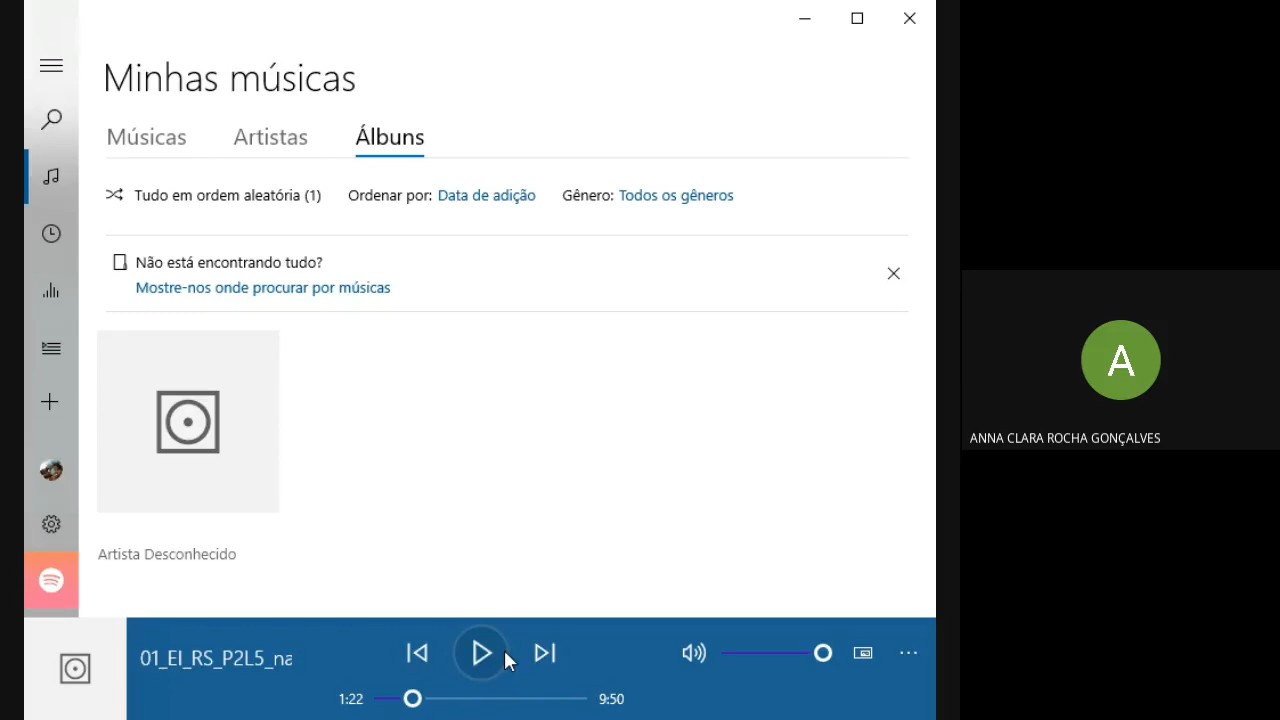 Minhas músicas
Músicas Artistas Álbuns
Tudo em ordem aleatória (1) Ordenar por: Data de adição Gênero: Todos os gêneros
Não está encontrando tudo?
Mostre-nos onde procurar por músicas
Artista Desconhecido
01_EI_RS_P2L5_na
1:22 9:50
A
ANNA CLARA ROCHA GONÇALVES